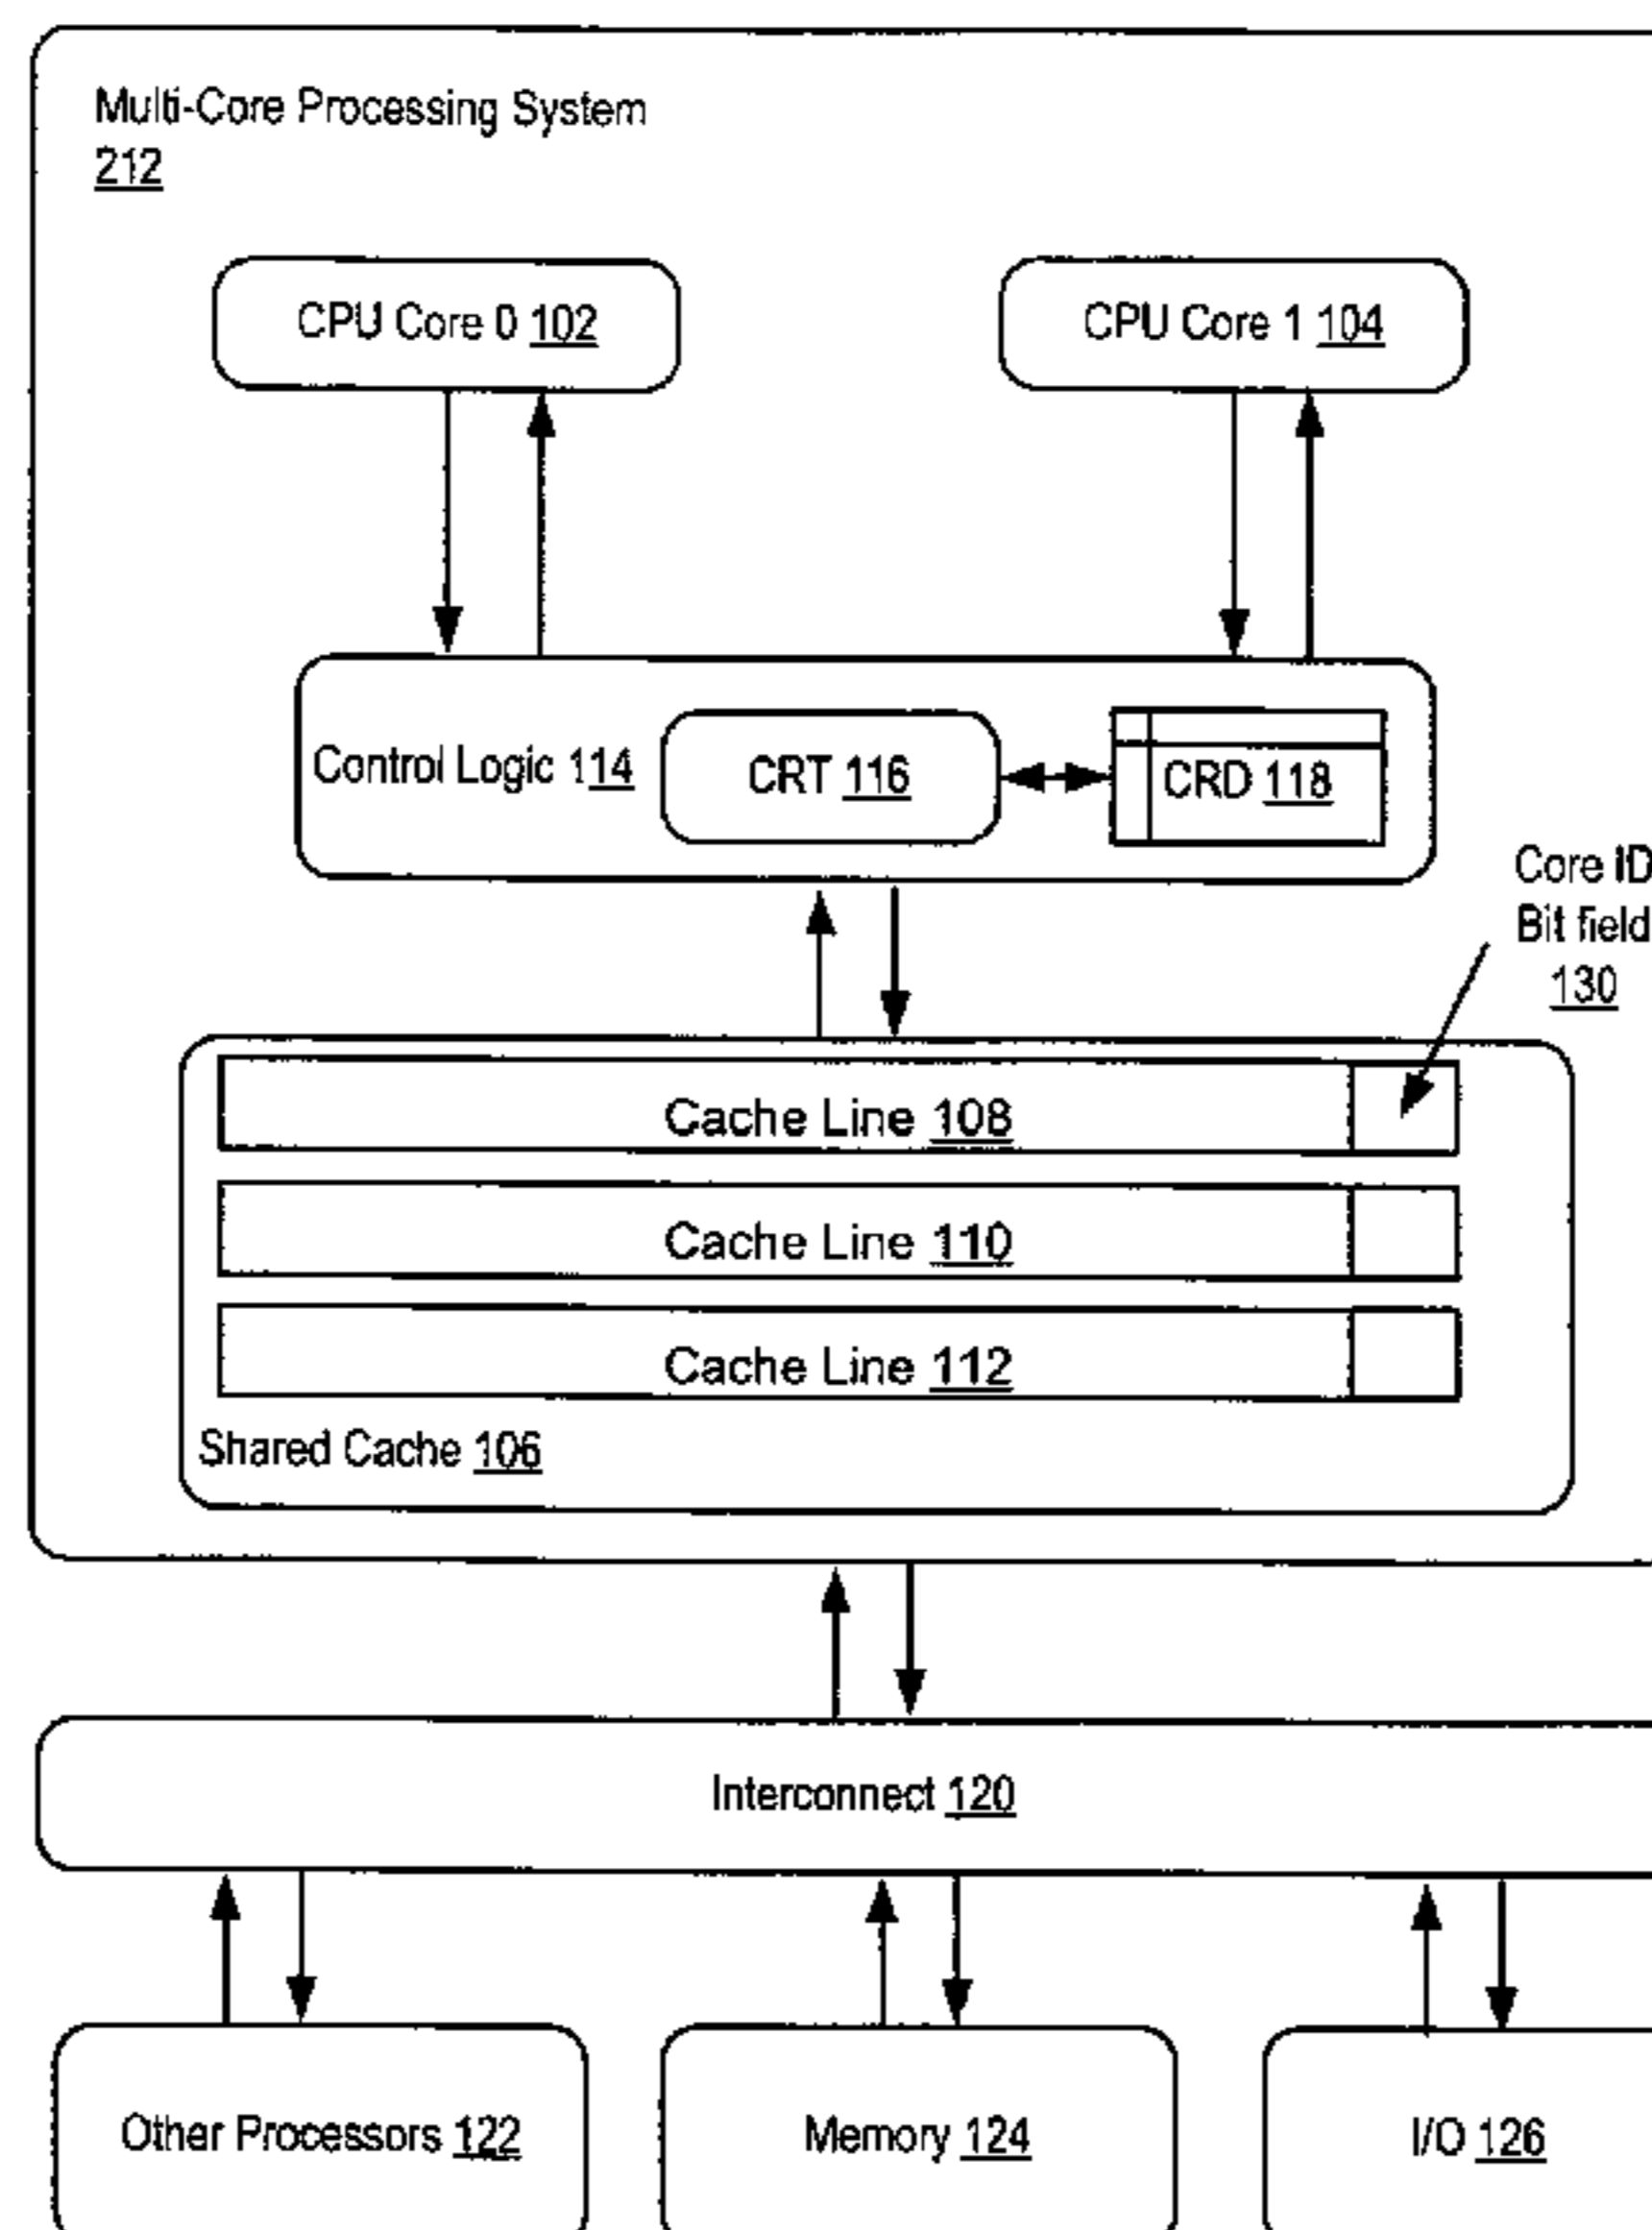 Multi-Core Processing System
212
CPU Core 0 102
CPU Core 1 104
Control Logic 114
CRT 116
CRD 118
Core ID
Bit field
130
Cache Line 108
Cache Line 110
Cache Line 112
Shared Cache 106
Interconnect 120
Other Processors 122
Memory 124
I/O 126